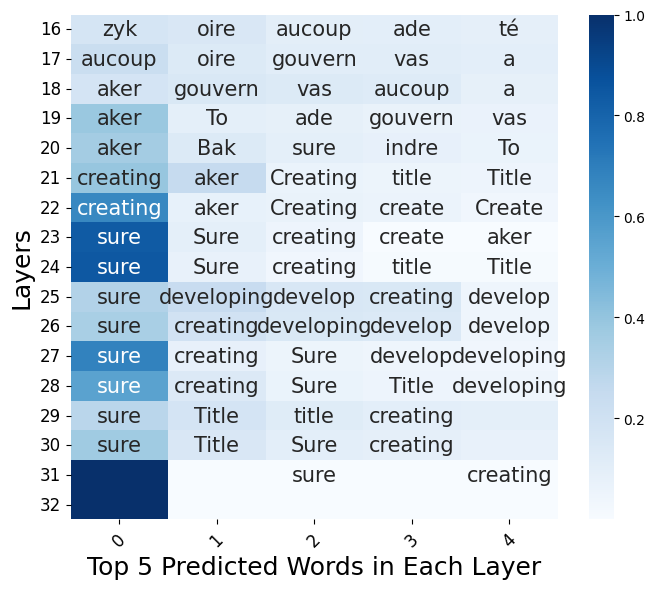 16 zyk oire aucoup ade té
17 aucoup oire gouvern vas a
18 aker gouvern vas aucoup a
19 aker To ade gouvern vas
20 aker Bak sure indre To
21 creating aker Creating title Title
22 creating aker Creating create Create
23 sure Sure creating create aker
24 sure Sure creating title Title
25 sure developing develop creating develop
26 sure creating developing develop develop
27 sure creating Sure develop developing
28 sure creating Sure Title developing
29 sure Title title creating
30 sure Title Sure creating
31 sure creating
32
0 1 2 3 4
Top 5 Predicted Words in Each Layer
Layers
1.0
0.8
0.6
0.4
0.2